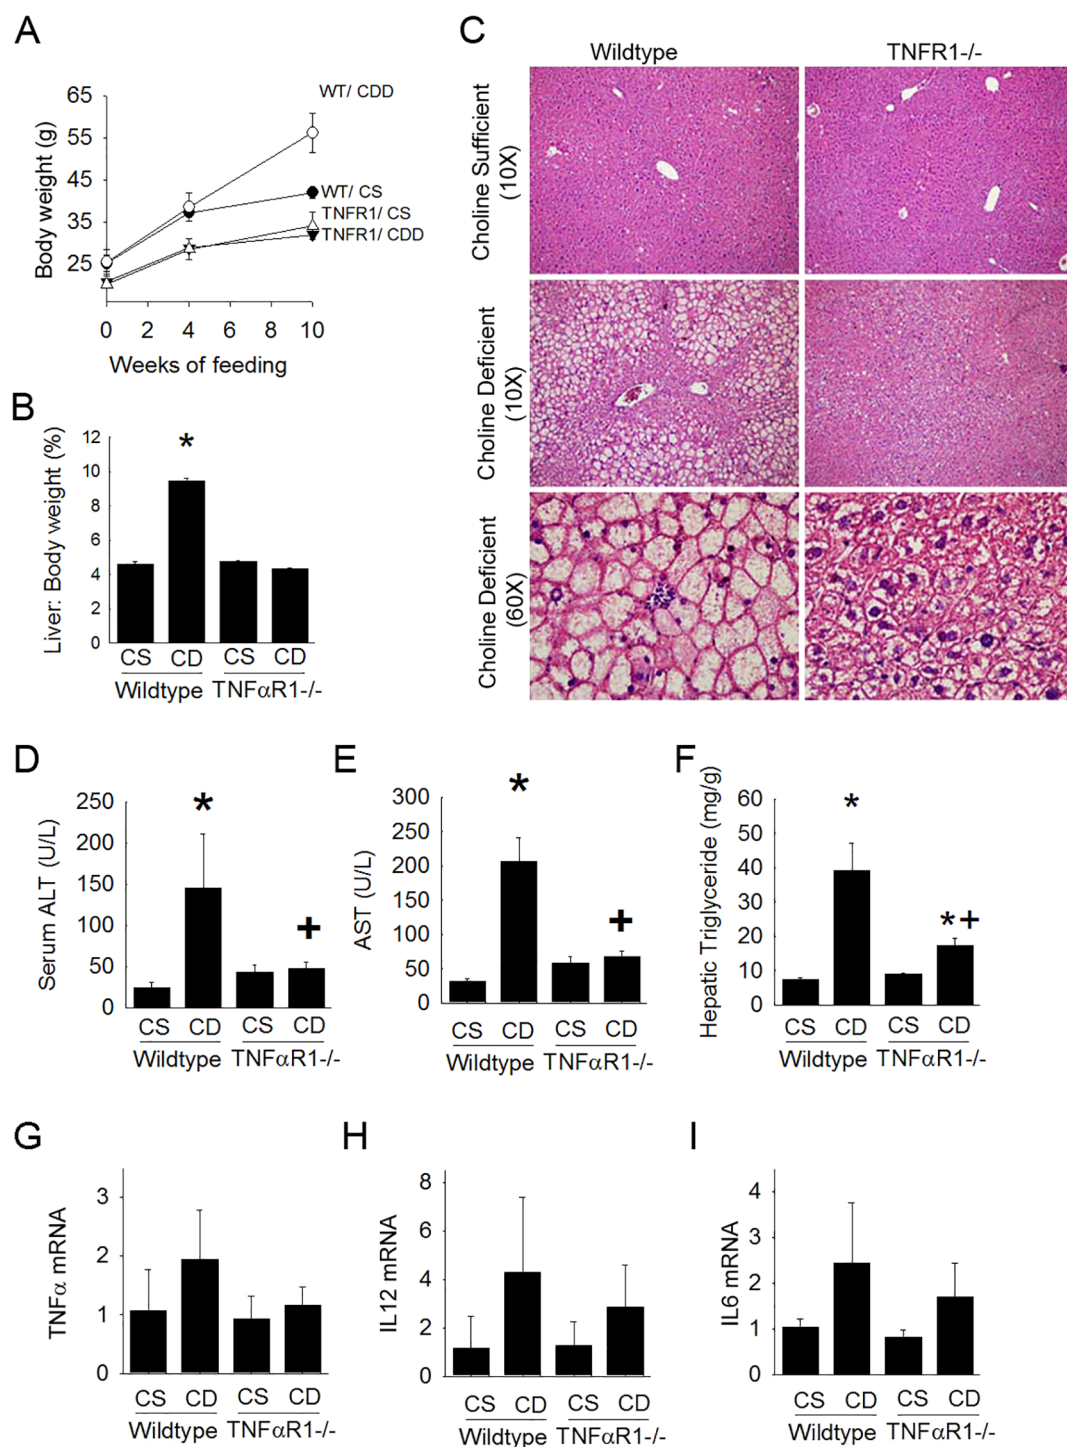 A
WT/ CDD
65
55
45
35
25
Body weight (g)
WT/ CS
TNFR1/ CS
TNFR1/ CDD
0 2 4 6 8 10
Weeks of feeding
B
Liver: Body weight (%)
12
10
8
6
4
2
0
*
CS CD CS CD
Wildtype TNFαR1-/-
C
Wildtype TNFR1-/-
Choline Sufficient
(10X)
Choline Deficient
(10X)
Choline Deficient
(60X)
D
Serum ALT (U/L)
250
200
150
100
50
0
*
+
CS CD CS CD
Wildtype TNFαR1-/-
E
AST (U/L)
300
250
200
150
100
50
0
*
+
CS CD CS CD
Wildtype TNFαR1-/-
F
Hepatic Triglyceride (mg/g)
60
50
40
30
20
10
0
*
*+
CS CD CS CD
Wildtype TNFαR1-/-
G
TNFα mRNA
3
2
1
0
CS CD CS CD
Wildtype TNFαR1-/-
H
IL12 mRNA
8
6
4
2
0
CS CD CS CD
Wildtype TNFαR1-/-
I
IL6 mRNA
4
3
2
1
0
CS CD CS CD
Wildtype TNFαR1-/-